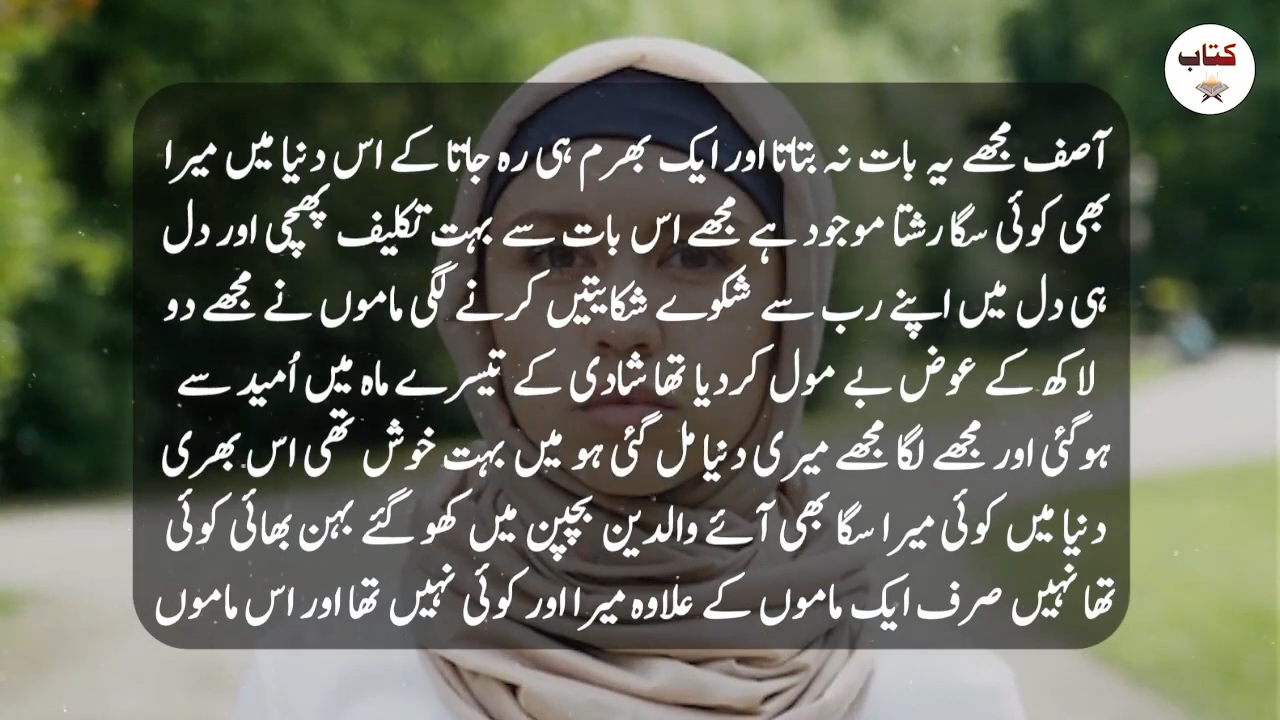 کتاب
آصف مجھے یہ بات نہ بتاتا اور ایک بھرم ہی رہ جاتا کے اس دنیا میں میرا
بھی کوئی سگا رشتا موجود ہے مجھے اس بات سے بہت تکلیف پھچی اور دل
ہی دل میں اپنے رب سے شکوے شکایتیں کرنے لگی ماموں نے مجھے دو
لاکھ کے عوض بے مول کردیا تھا شادی کے تیسرے ماہ میں اُمید سے
ہوگئی اور مجھے لگا مجھے میری دنیا مل گئی ہو میں بہت خوش تھی اس بھری
دنیا میں کوئی میرا سگا بھی آئے والدین بچپن میں کھو گئے بہن بھائی کوئی
تھا نہیں صرف ایک ماموں کے علاوہ میرا اور کوئی نہیں تھا اور اس ماموں